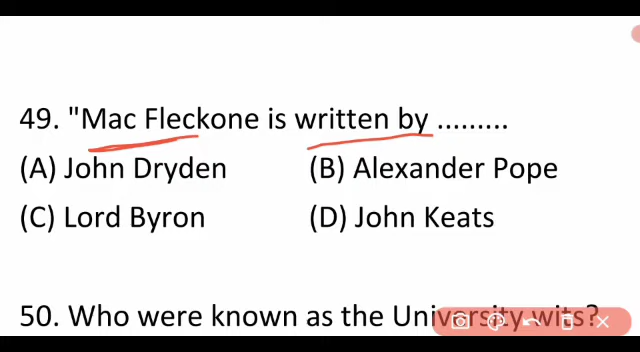 49. "Mac Fleckone is written by .........
(A) John Dryden (B) Alexander Pope
(C) Lord Byron (D) John Keats
50. Who were known as the University wits?